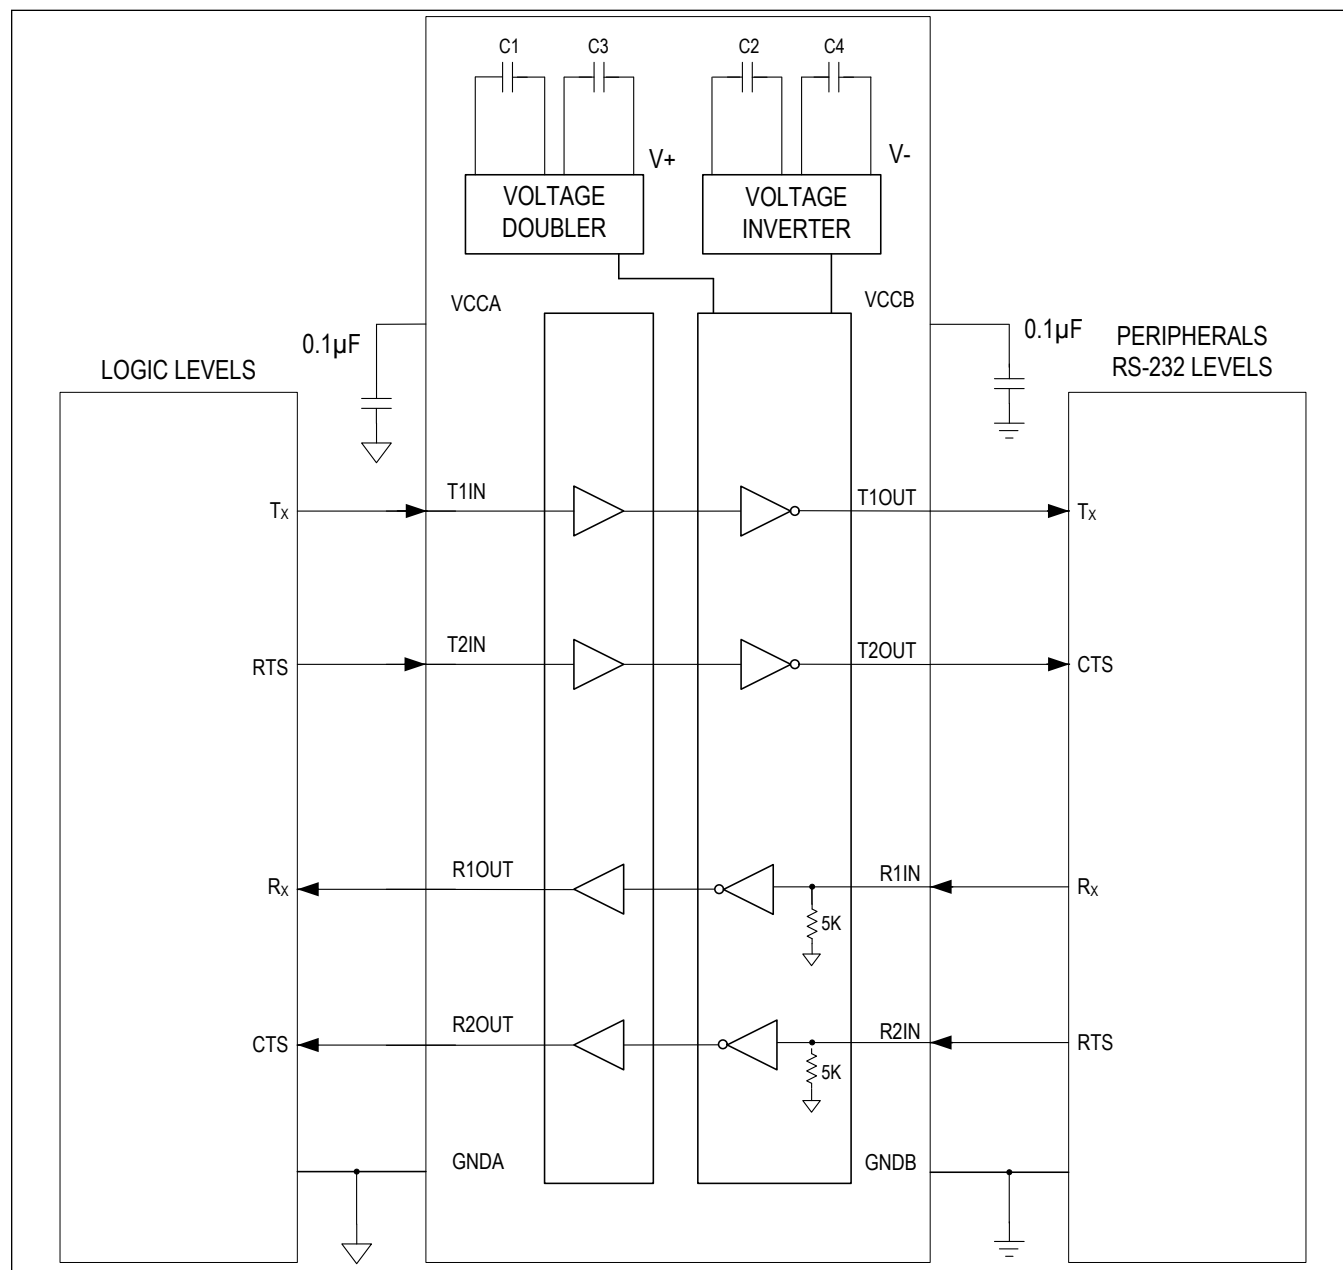 C1
C3
C2
C4
V+
V-
VOLTAGE
DOUBLER
VOLTAGE
INVERTER
VCCA
VCCB
0.1µF
0.1µF
LOGIC LEVELS
PERIPHERALS
RS-232 LEVELS
TX
T1IN
T1OUT
TX
RTS
T2IN
T2OUT
CTS
RX
R1OUT
R1IN
RX
5K
CTS
R2OUT
R2IN
RTS
5K
GNDA
GNDB